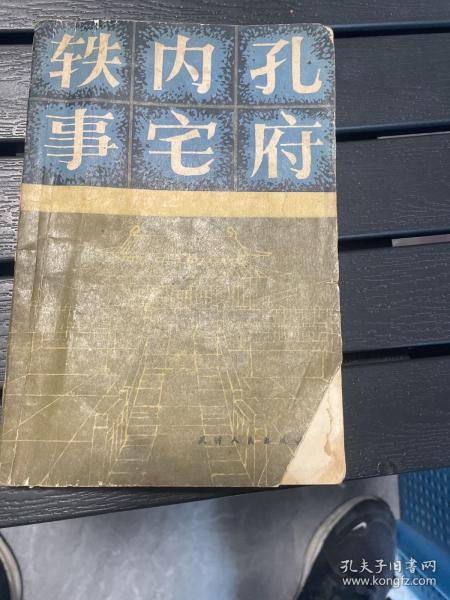 孔府
内宅
轶事
天津人民出版社
孔夫子旧书网
www.kongfz.com